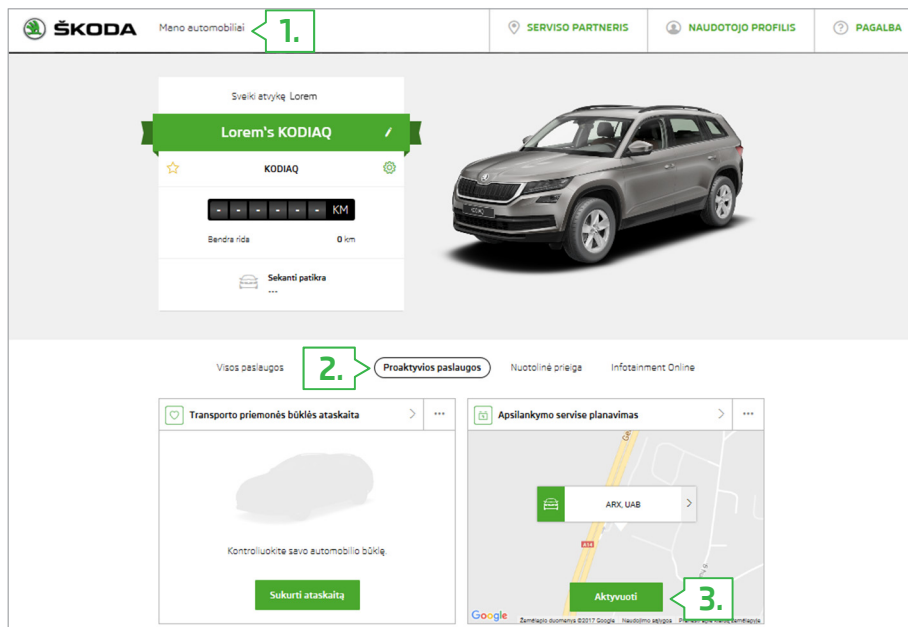 ŠKODA
Mano automobiliai
1.
SERVISO PARTNERIS
NAUDOTOJO PROFILIS
PAGALBA
Sveiki atvykę Lorem
Lorem's KODIAQ
KODIAQ
- - - - - - KM
Bendra rida 0 km
Sekanti patikra
---
Visos paslaugos
2.
Proaktyvios paslaugos
Nuotolinė prieiga
Infotainment Online
Transporto priemonės būklės ataskaita
Apsilankymo servise planavimas
ARX, UAB
A14
Kontroliuokite savo automobilio būklę.
Sukurti ataskaitą
Aktyvuoti
3.
Google
Žemėlapio duomenys ©2017 Google
Naudojimo sąlygos